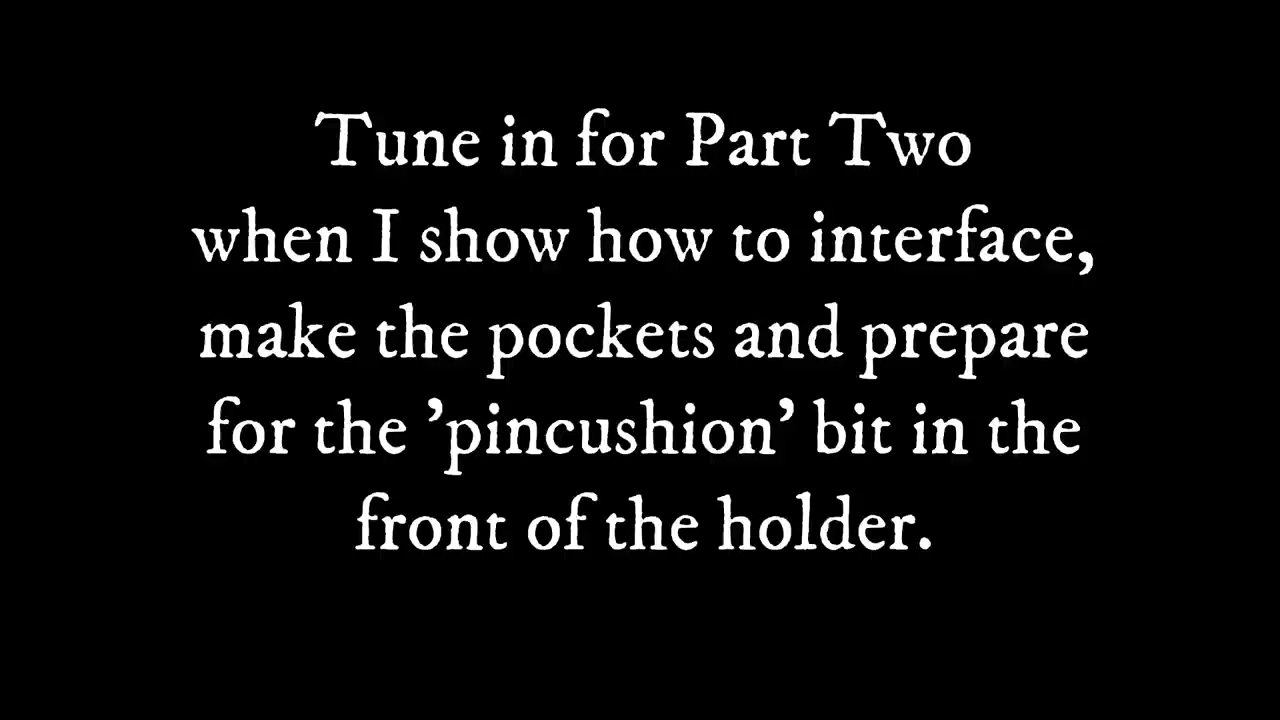 Tune in for Part Two
when I show how to interface,
make the pockets and prepare
for the ’pincushion’ bit in the
front of the holder.